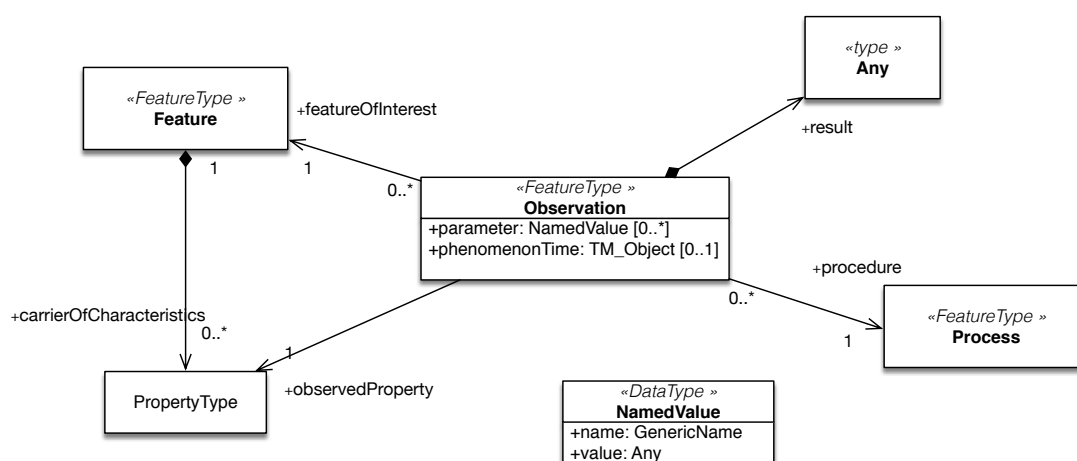 «type »
Any
«FeatureType »
Feature
+featureOfInterest
+result
1
1
0..*
«FeatureType »
Observation
+parameter: NamedValue [0..*]
+phenomenonTime: TM_Object [0..1]
+procedure
0..*
«FeatureType »
Process
1
+carrierOfCharacteristics
0..*
1
PropertyType
+observedProperty
«DataType »
NamedValue
+name: GenericName
+value: Any